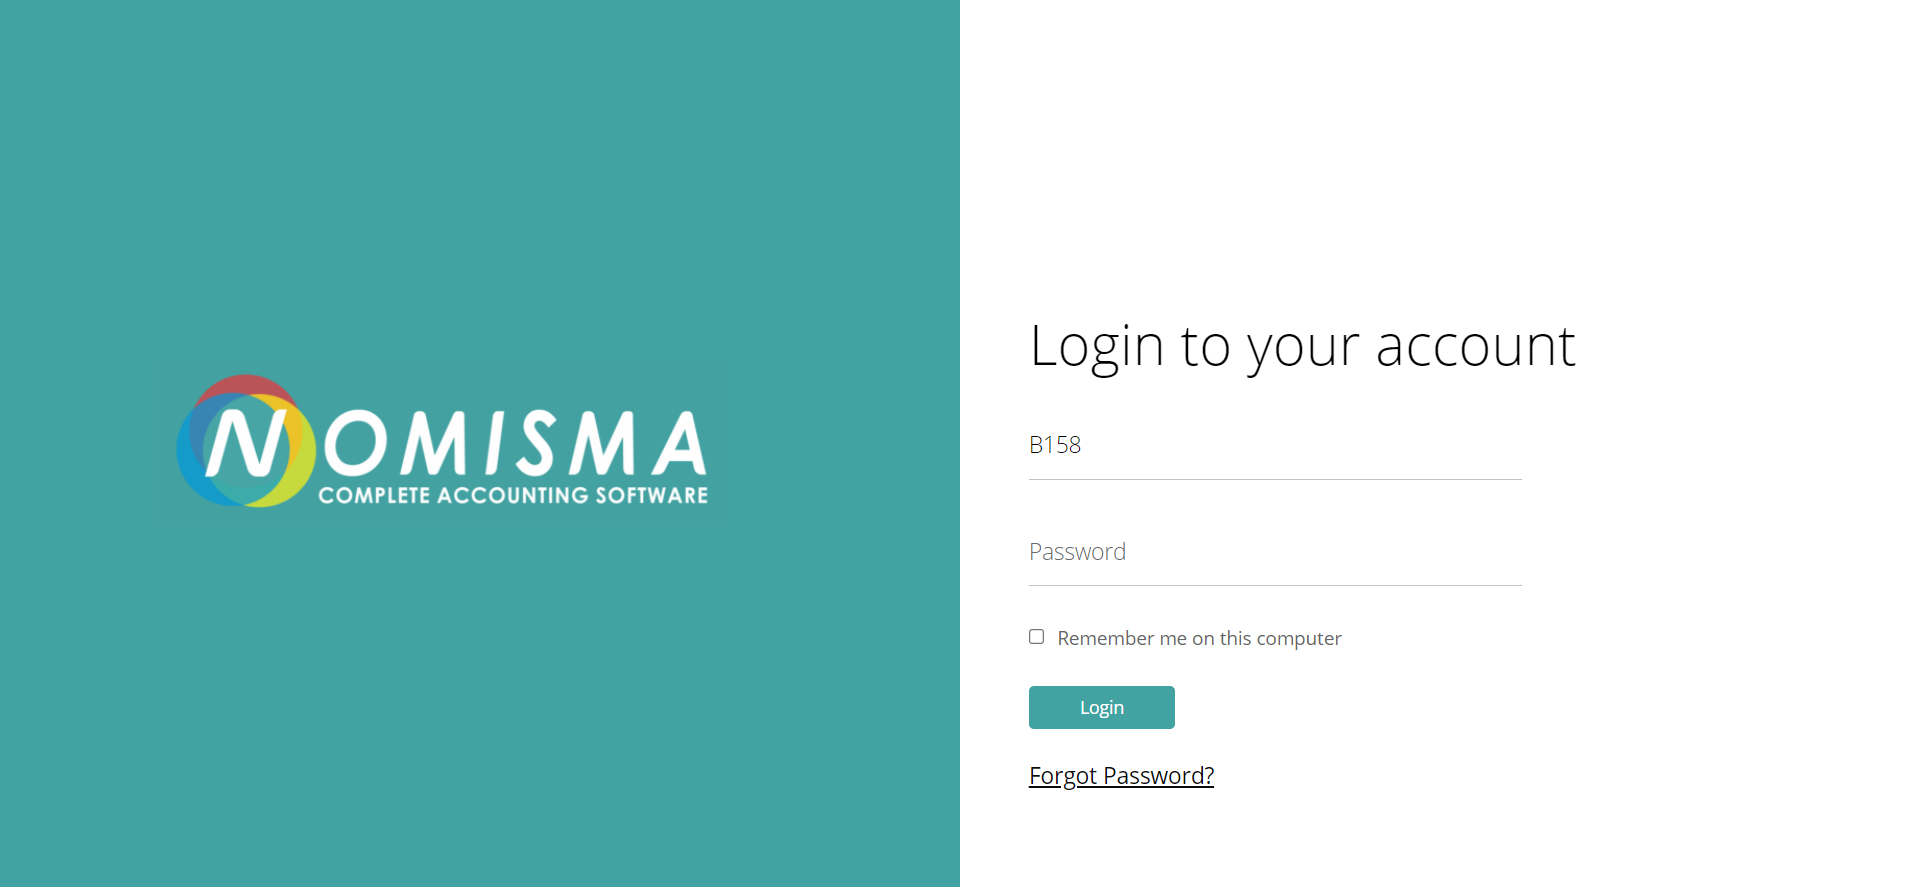 NOMISMA
COMPLETE ACCOUNTING SOFTWARE
Login to your account
B158
Password
Remember me on this computer
Login
Forgot Password?